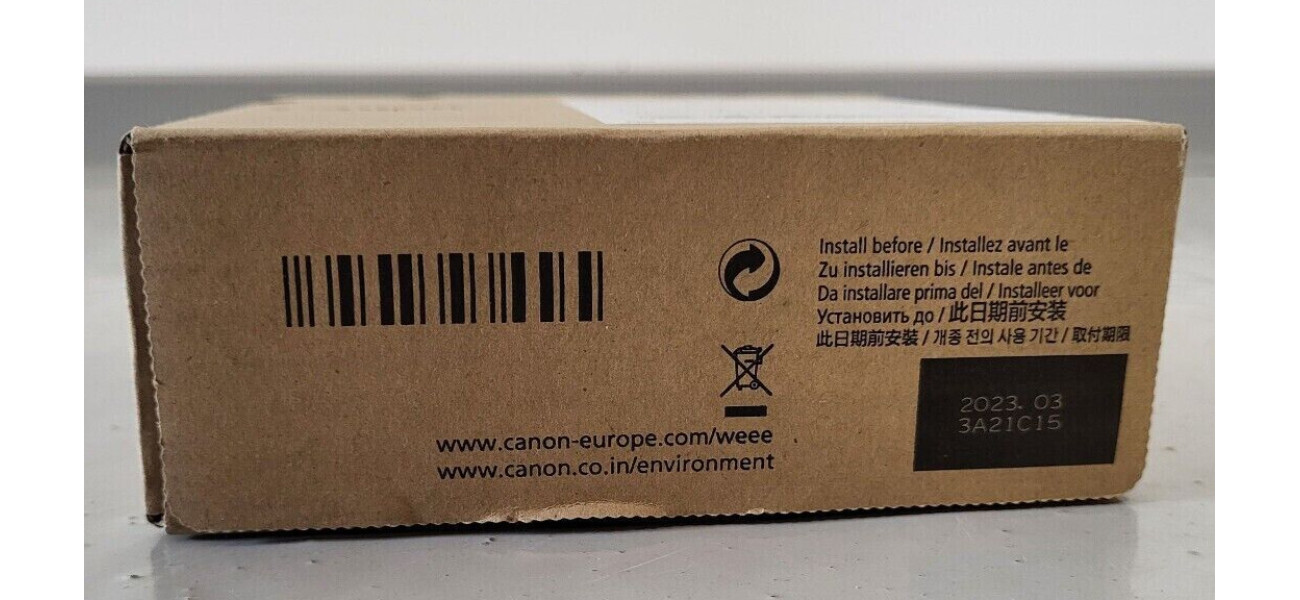 Install before / Installez avant le
Zu installieren bis / Instale antes de
Da installare prima del / Installeer voor
Установить до / 此日期前安装
此日期前安裝 / 개중 전의 사용 기간 / 取付期限
2023. 03
3A21C15
www.canon-europe.com/weee
www.canon.co.in/environment